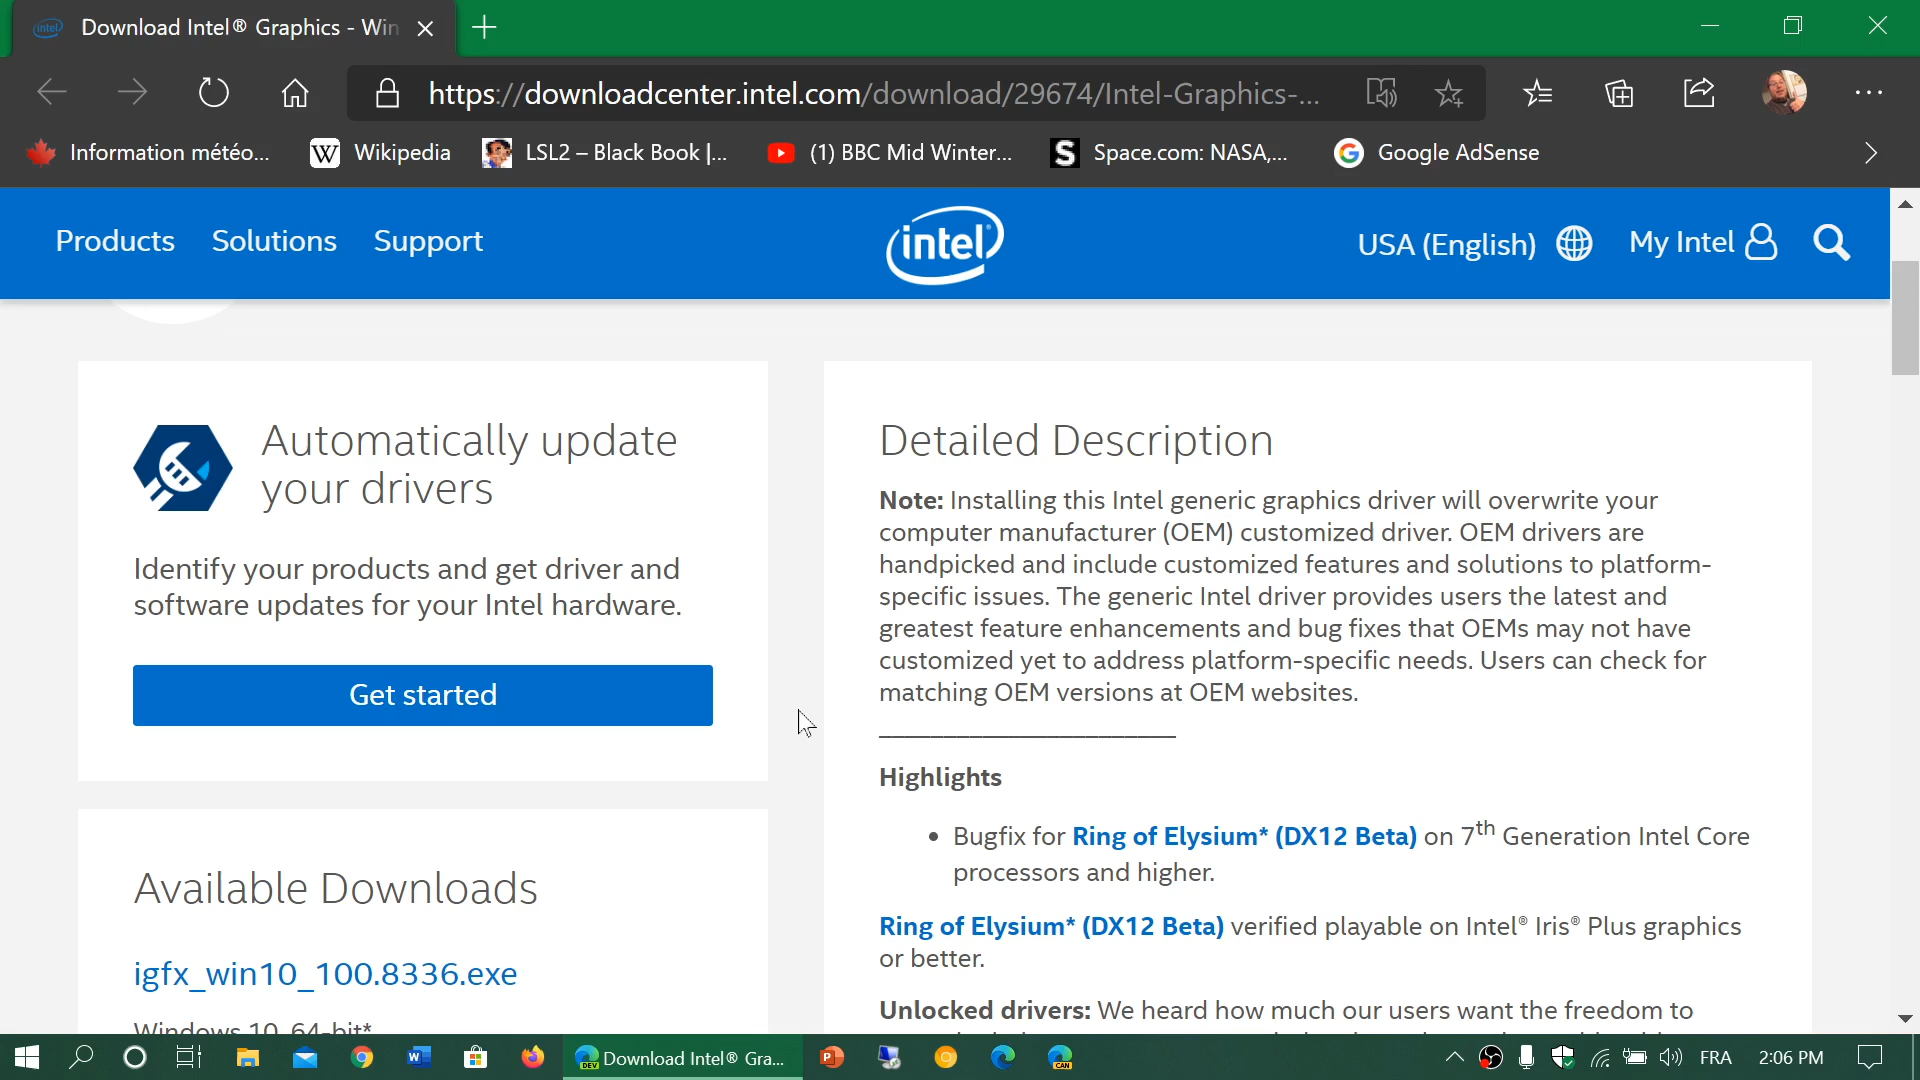 intel Download Intel® Graphics - Win
https://downloadcenter.intel.com/download/29674/Intel-Graphics-...
Information météo... W Wikipedia LSL2 – Black Book |... (1) BBC Mid Winter... S Space.com: NASA,... G Google AdSense
Products Solutions Support intel® USA (English) My Intel
Automatically update
your drivers
Identify your products and get driver and
software updates for your Intel hardware.
Get started
Available Downloads
igfx_win10_100.8336.exe
Windows 10, 64-bit*
Detailed Description
Note: Installing this Intel generic graphics driver will overwrite your
computer manufacturer (OEM) customized driver. OEM drivers are
handpicked and include customized features and solutions to platform-
specific issues. The generic Intel driver provides users the latest and
greatest feature enhancements and bug fixes that OEMs may not have
customized yet to address platform-specific needs. Users can check for
matching OEM versions at OEM websites.
Highlights
• Bugfix for Ring of Elysium* (DX12 Beta) on 7th Generation Intel Core
processors and higher.
Ring of Elysium* (DX12 Beta) verified playable on Intel® Iris® Plus graphics
or better.
Unlocked drivers: We heard how much our users want the freedom to
W DEV Download Intel® Gra... P CAN FRA 2:06 PM